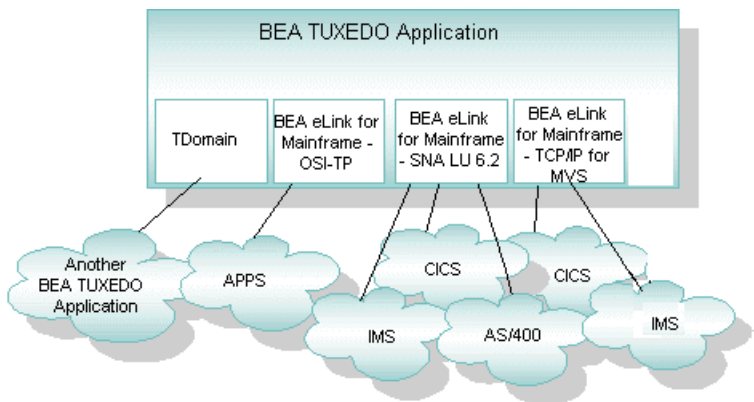 BEA TUXEDO Application
TDomain
BEA eLink for
Mainframe -
OSI-TP
BEA eLink
for Mainframe
- SNA LU 6.2
BEA eLink
for Mainframe
- TCP/IP for
MVS
Another
BEA TUXEDO
Application
APPS
CICS
CICS
IMS
AS/400
IMS